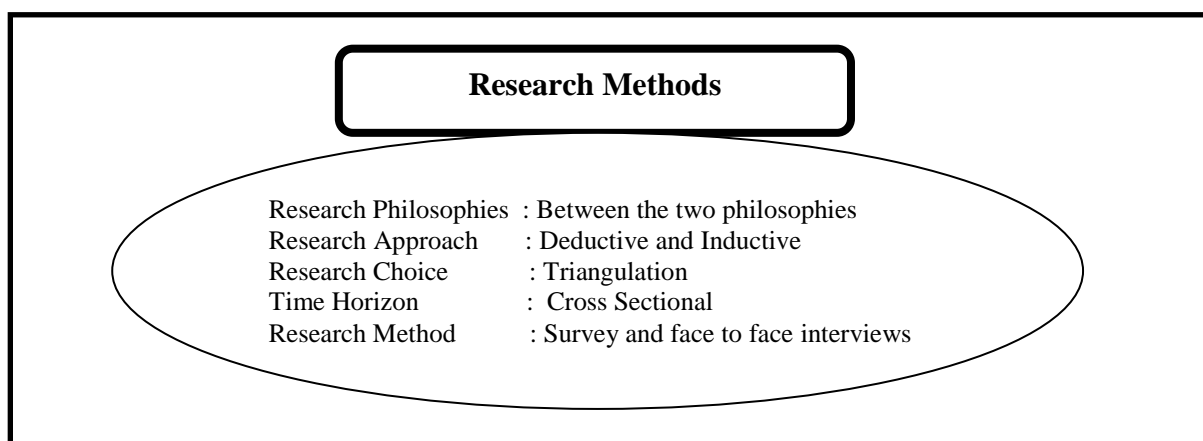 Research Methods
Research Philosophies : Between the two philosophies
Research Approach : Deductive and Inductive
Research Choice : Triangulation
Time Horizon : Cross Sectional
Research Method : Survey and face to face interviews